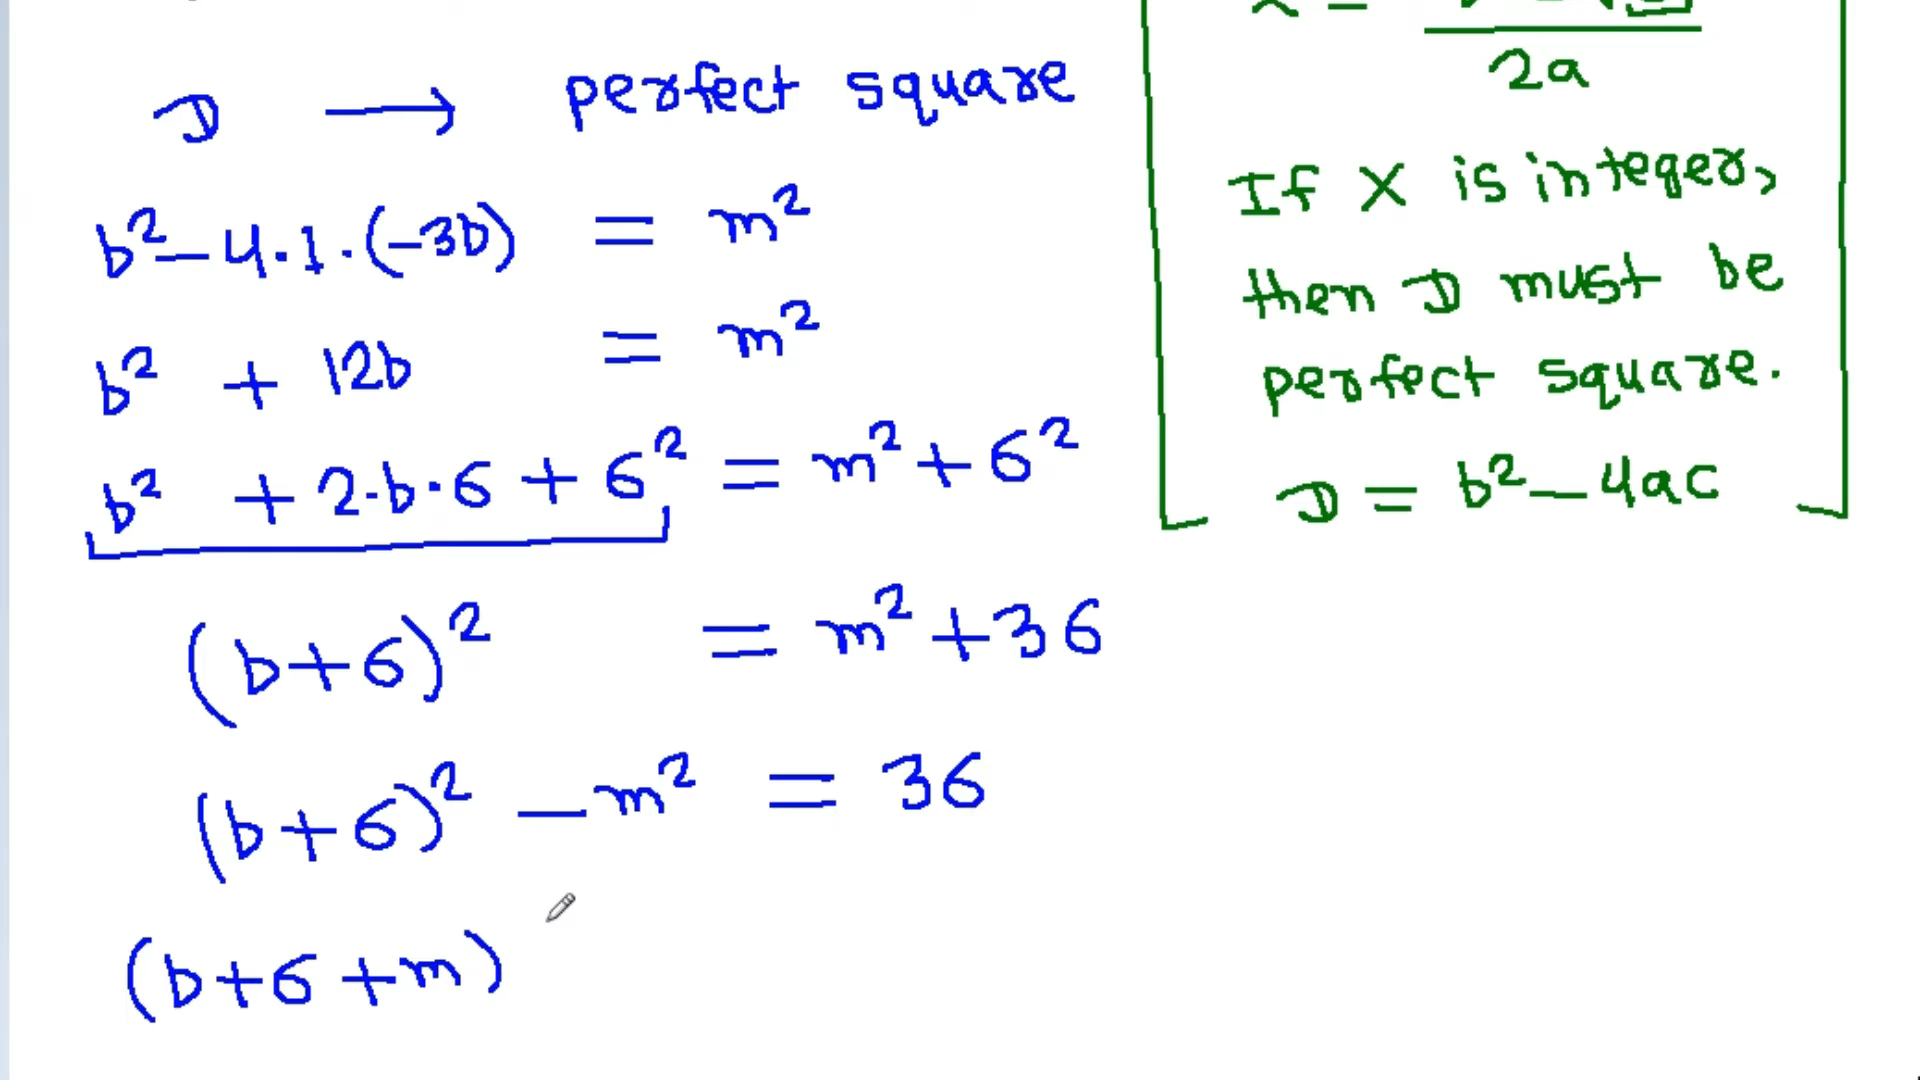 D → perfect square
b² - 4·1·(-3b) = m²
b² + 12b = m²
b² + 2·b·6 + 6² = m² + 6²
(b+6)² = m² + 36
(b+6)² - m² = 36
(b+6+m)
2a
If X is integer,
then D must be
perfect square.
D = b² - 4ac